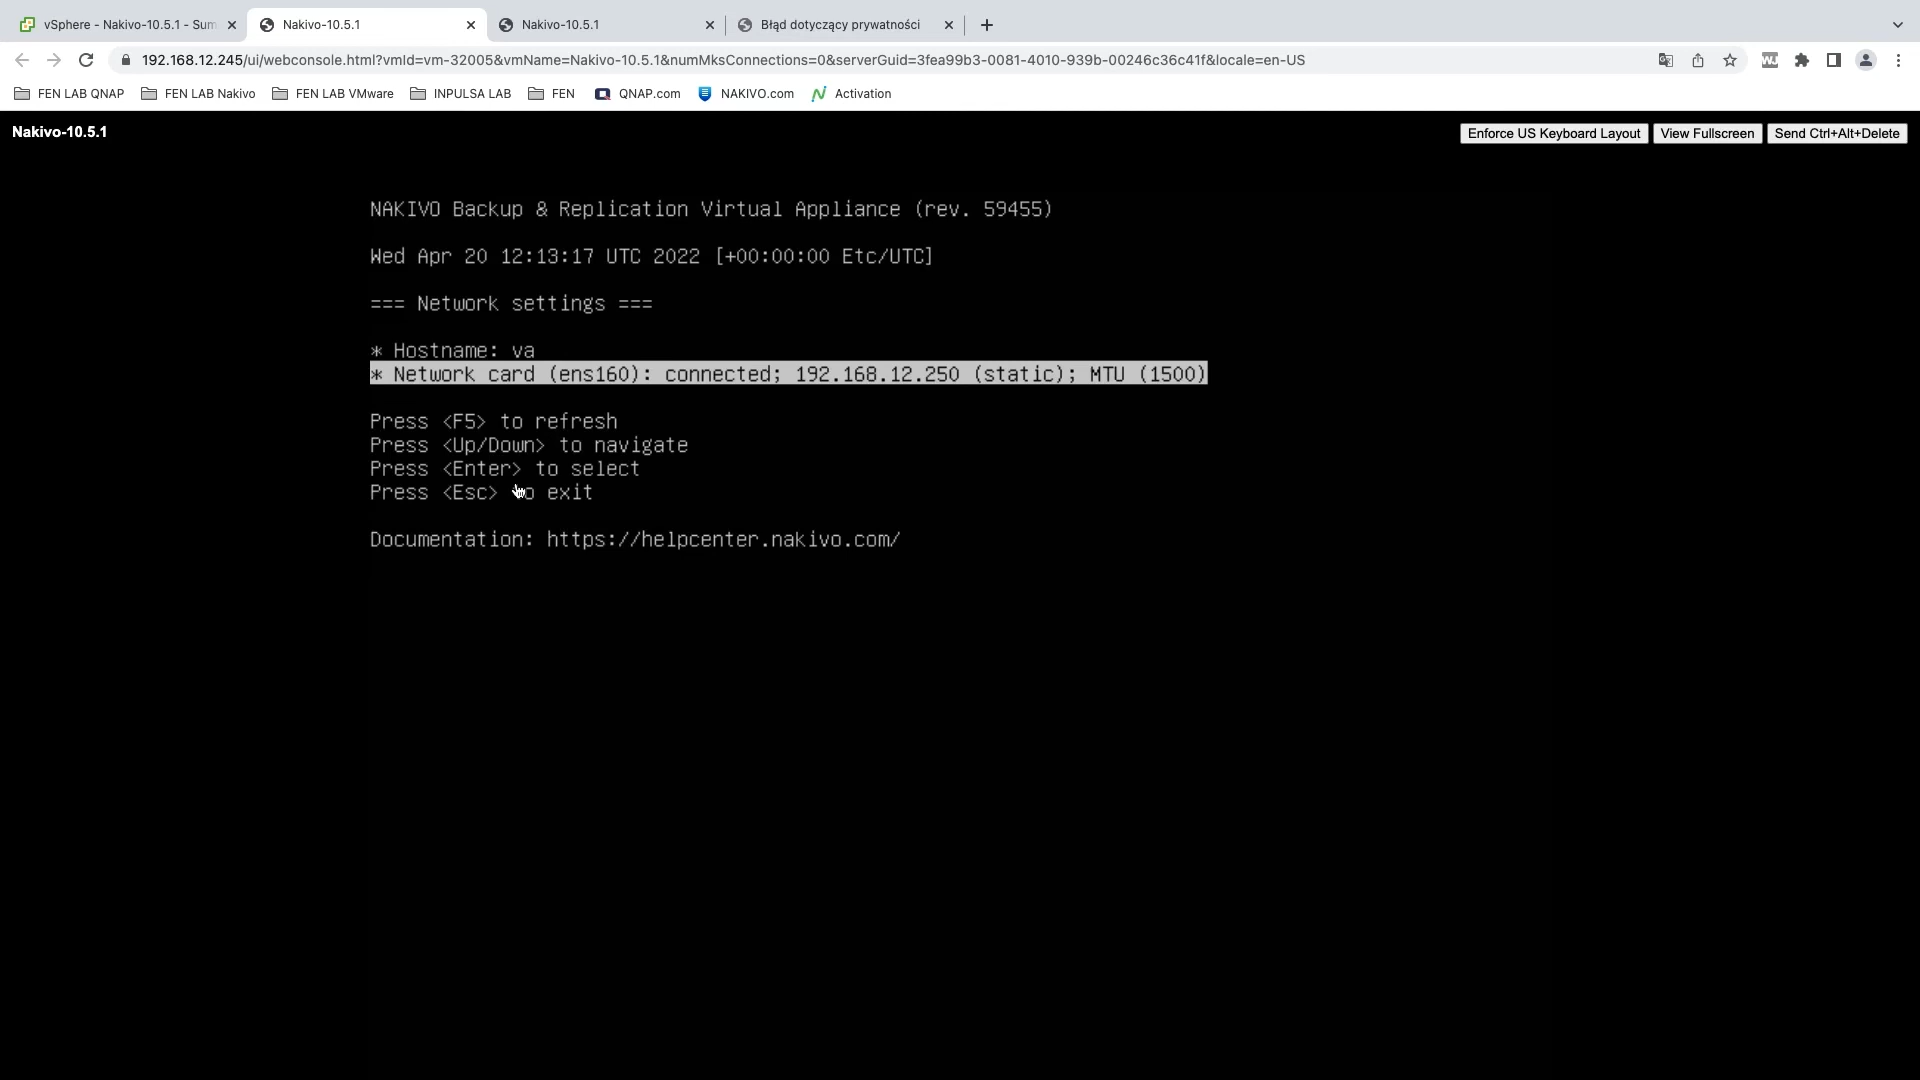 vSphere - Nakivo-10.5.1 - Sum
Nakivo-10.5.1
Nakivo-10.5.1
Błąd dotyczący prywatności
192.168.12.245/ui/webconsole.html?vmId=vm-32005&vmName=Nakivo-10.5.1&numMksConnections=0&serverGuid=3fea99b3-0081-4010-939b-00246c36c41f&locale=en-US
FEN LAB QNAP
FEN LAB Nakivo
FEN LAB VMware
INPULSA LAB
FEN
QNAP.com
NAKIVO.com
Activation
Nakivo-10.5.1
Enforce US Keyboard Layout
View Fullscreen
Send Ctrl+Alt+Delete
NAKIVO Backup & Replication Virtual Appliance (rev. 59455)
Wed Apr 20 12:13:17 UTC 2022 [+00:00:00 Etc/UTC]
=== Network settings ===
* Hostname: va
* Network card (ens160): connected; 192.168.12.250 (static); MTU (1500)
Press <F5> to refresh
Press <Up/Down> to navigate
Press <Enter> to select
Press <Esc> to exit
Documentation: https://helpcenter.nakivo.com/